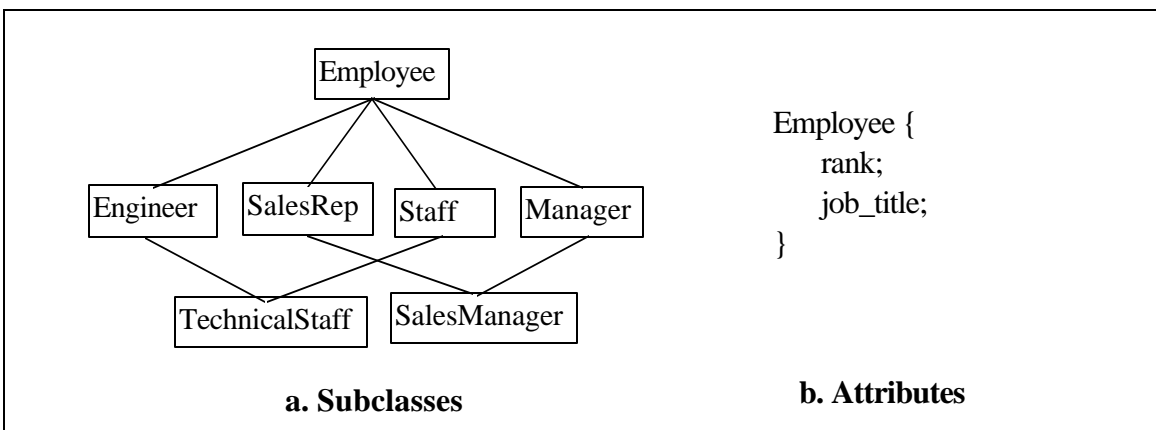 Employee
Engineer
SalesRep
Staff
Manager
TechnicalStaff
SalesManager
a. Subclasses
Employee {
rank;
job_title;
}
b. Attributes